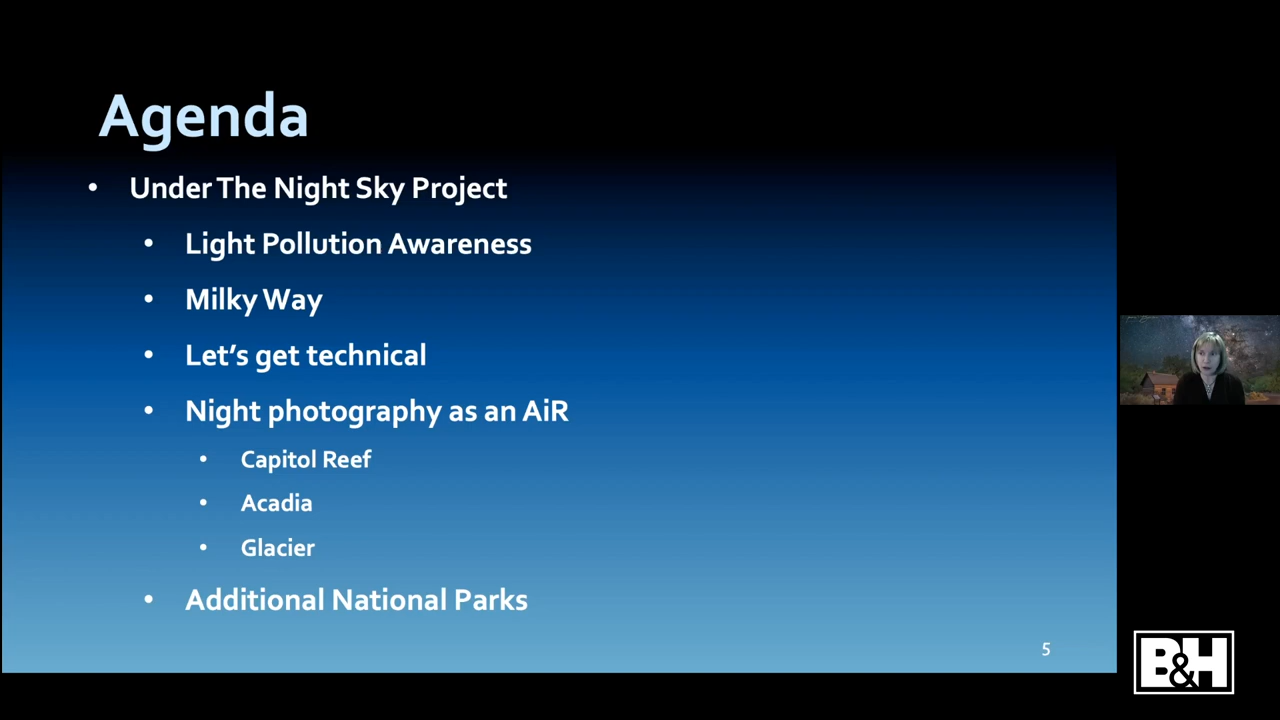 Agenda
• Under The Night Sky Project
• Light Pollution Awareness
• Milky Way
• Let's get technical
• Night photography as an AiR
• Capitol Reef
• Acadia
• Glacier
• Additional National Parks
5
B&H